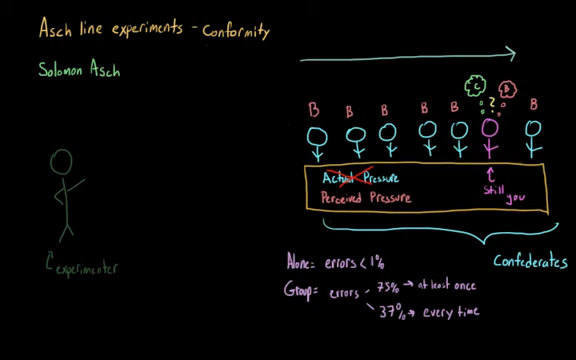 Asch line experiments - Conformity
Solomon Asch
C ? B
B B B B B B
Actual Pressure
Perceived Pressure
Still you
experimenter
Confederates
Alone = errors < 1%
Group = errors
75% → at least once
37% → every time